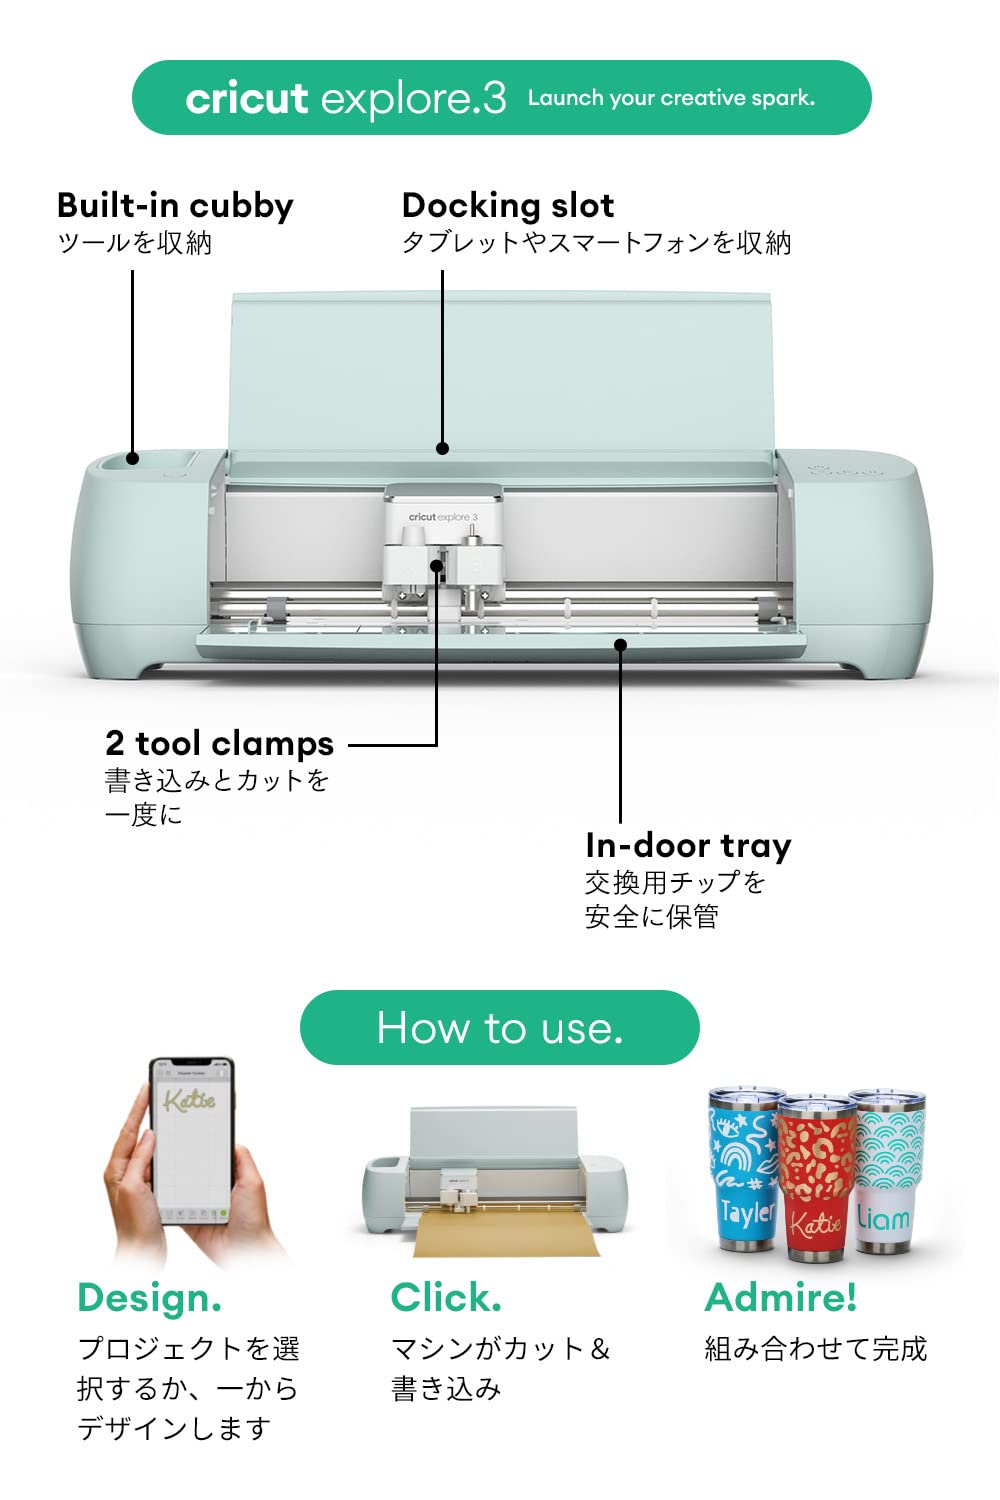 cricut explore.3 Launch your creative spark.
Built-in cubby
ツールを収納
Docking slot
タブレットやスマートフォンを収納
cricut explore 3
2 tool clamps
書き込みとカットを
一度に
In-door tray
交換用チップを
安全に保管
How to use.
Katie
Tayler
Katie
Liam
Design.
プロジェクトを選
択するか、一から
デザインします
Click.
マシンがカット＆
書き込み
Admire!
組み合わせて完成